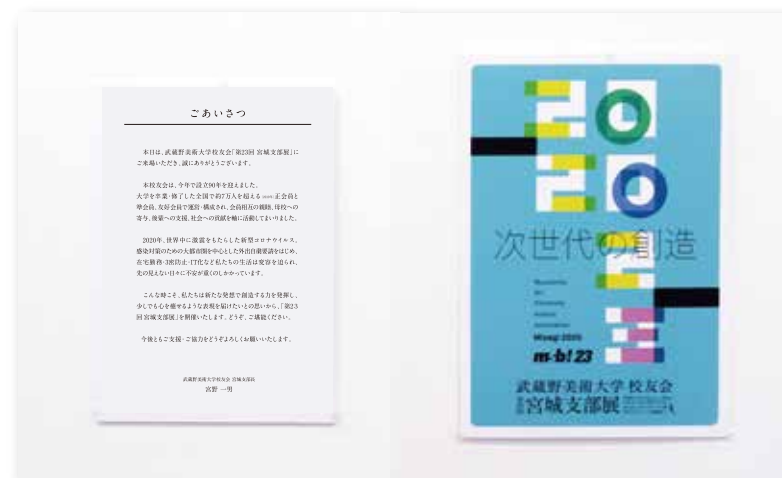 ごあいさつ
本日は、武蔵野美術大学校友会「第23回 宮城支部展」に
ご来場いただき、誠にありがとうございます。
本校友会は、今年で設立90年を迎えました。
大学を卒業・修了した全国で約7万人を超える 正会員と
準会員、友好会員で運営・構成され、会員相互の親睦、母校への
寄与、後輩への支援、社会への貢献を軸に活動してまいりました。
2020年、世界中に激震をもたらした新型コロナウイルス。
感染対策のための大都市圏を中心とした外出自粛要請をはじめ、
在宅勤務・3密防止・IT化など私たちの生活は変容を迫られ、
先の見えない日々に不安が重くのしかかっています。
こんな時こそ、私たちは新たな発想で創造する力を発揮し、
少しでも心を癒せるような表現を届けたいとの思いから、「第23
回 宮城支部展」を開催いたします。どうぞ、ご堪能ください。
今後ともご支援・ご協力をどうぞよろしくお願いいたします。
武蔵野美術大学校友会 宮城支部長
宮野 一男
20
20
次世代の創造
Musashino
Art
University
Alumni
Association
Miyagi 2020
m-b! 23
武蔵野美術大学 校友会
宮城支部展